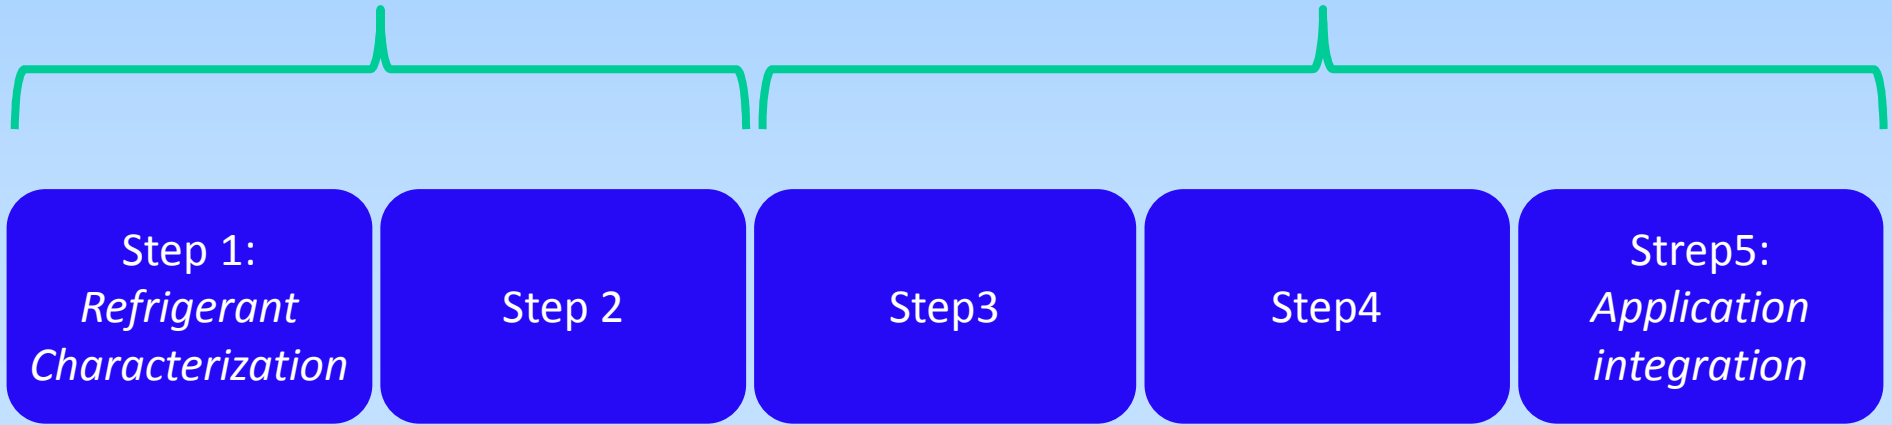 Step 1:
Refrigerant
Characterization
Step 2
Step3
Step4
Strep5:
Application
integration